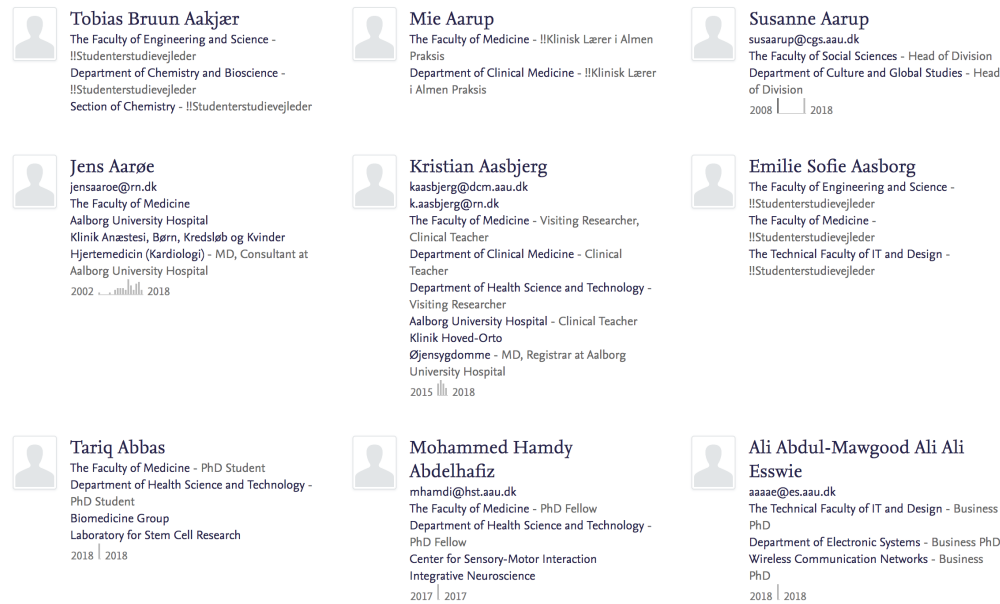 Tobias Bruun Aakjær
The Faculty of Engineering and Science -
!!Studenterstudievejleder
Department of Chemistry and Bioscience -
!!Studenterstudievejleder
Section of Chemistry - !!Studenterstudievejleder
Mie Aarup
The Faculty of Medicine - !!Klinisk Lærer i Almen
Praksis
Department of Clinical Medicine - !!Klinisk Lærer
i Almen Praksis
Susanne Aarup
susaarup@cgs.aau.dk
The Faculty of Social Sciences - Head of Division
Department of Culture and Global Studies - Head
of Division
2008 2018
Jens Aarøe
jensaaroe@rn.dk
The Faculty of Medicine
Aalborg University Hospital
Klinik Anæstesi, Børn, Kredsløb og Kvinder
Hjertemedicin (Kardiologi) - MD, Consultant at
Aalborg University Hospital
2002 2018
Kristian Aasbjerg
kaasbjerg@dcm.aau.dk
k.aasbjerg@rn.dk
The Faculty of Medicine - Visiting Researcher,
Clinical Teacher
Department of Clinical Medicine - Clinical
Teacher
Department of Health Science and Technology -
Visiting Researcher
Aalborg University Hospital - Clinical Teacher
Klinik Hoved-Orto
Øjensygdomme - MD, Registrar at Aalborg
University Hospital
2015 2018
Emilie Sofie Aasborg
The Faculty of Engineering and Science -
!!Studenterstudievejleder
The Faculty of Medicine -
!!Studenterstudievejleder
The Technical Faculty of IT and Design -
!!Studenterstudievejleder
Tariq Abbas
The Faculty of Medicine - PhD Student
Department of Health Science and Technology -
PhD Student
Biomedicine Group
Laboratory for Stem Cell Research
2018 2018
Mohammed Hamdy
Abdelhafiz
mhamdi@hst.aau.dk
The Faculty of Medicine - PhD Fellow
Department of Health Science and Technology -
PhD Fellow
Center for Sensory-Motor Interaction
Integrative Neuroscience
2017 2017
Ali Abdul-Mawgood Ali Ali
Esswie
aaaae@es.aau.dk
The Technical Faculty of IT and Design - Business
PhD
Department of Electronic Systems - Business PhD
Wireless Communication Networks - Business
PhD
2018 2018